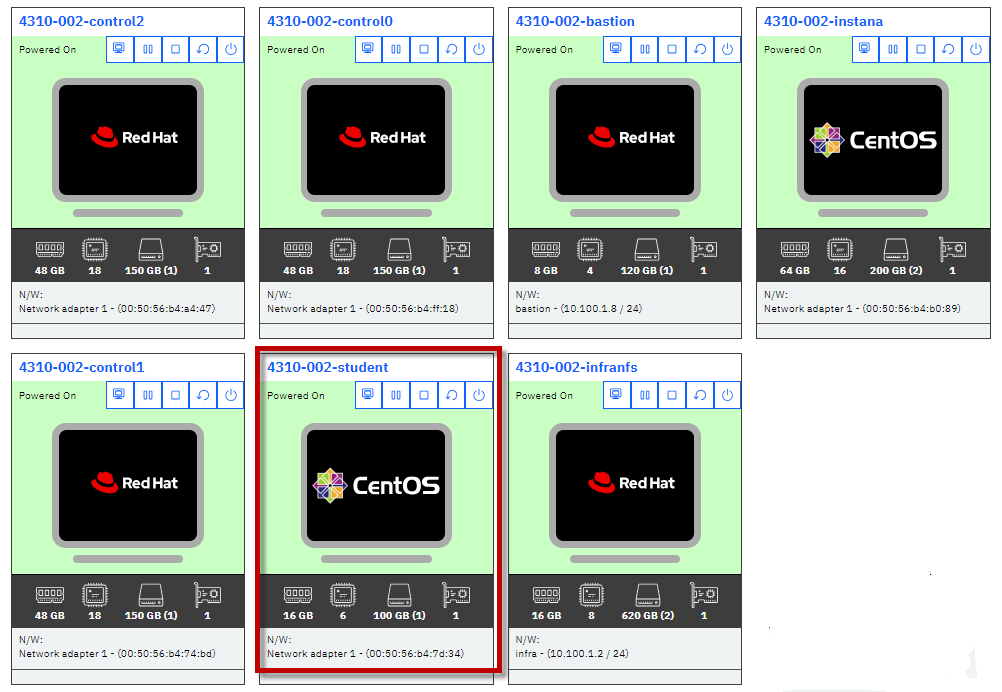 4310-002-control2
Powered On
Red Hat
48 GB 18 150 GB (1) 1
N/W:
Network adapter 1 - (00:50:56:b4:a4:47)
4310-002-control0
Powered On
Red Hat
48 GB 18 150 GB (1) 1
N/W:
Network adapter 1 - (00:50:56:b4:ff:18)
4310-002-bastion
Powered On
Red Hat
8 GB 4 120 GB (1) 1
N/W:
bastion - (10.100.1.8 / 24)
4310-002-instana
Powered On
CentOS
64 GB 16 200 GB (2) 1
N/W:
Network adapter 1 - (00:50:56:b4:b0:89)
4310-002-control1
Powered On
Red Hat
48 GB 18 150 GB (1) 1
N/W:
Network adapter 1 - (00:50:56:b4:74:bd)
4310-002-student
Powered On
CentOS
16 GB 6 100 GB (1) 1
N/W:
Network adapter 1 - (00:50:56:b4:7d:34)
4310-002-infranfs
Powered On
Red Hat
16 GB 8 620 GB (2) 1
N/W:
infra - (10.100.1.2 / 24)